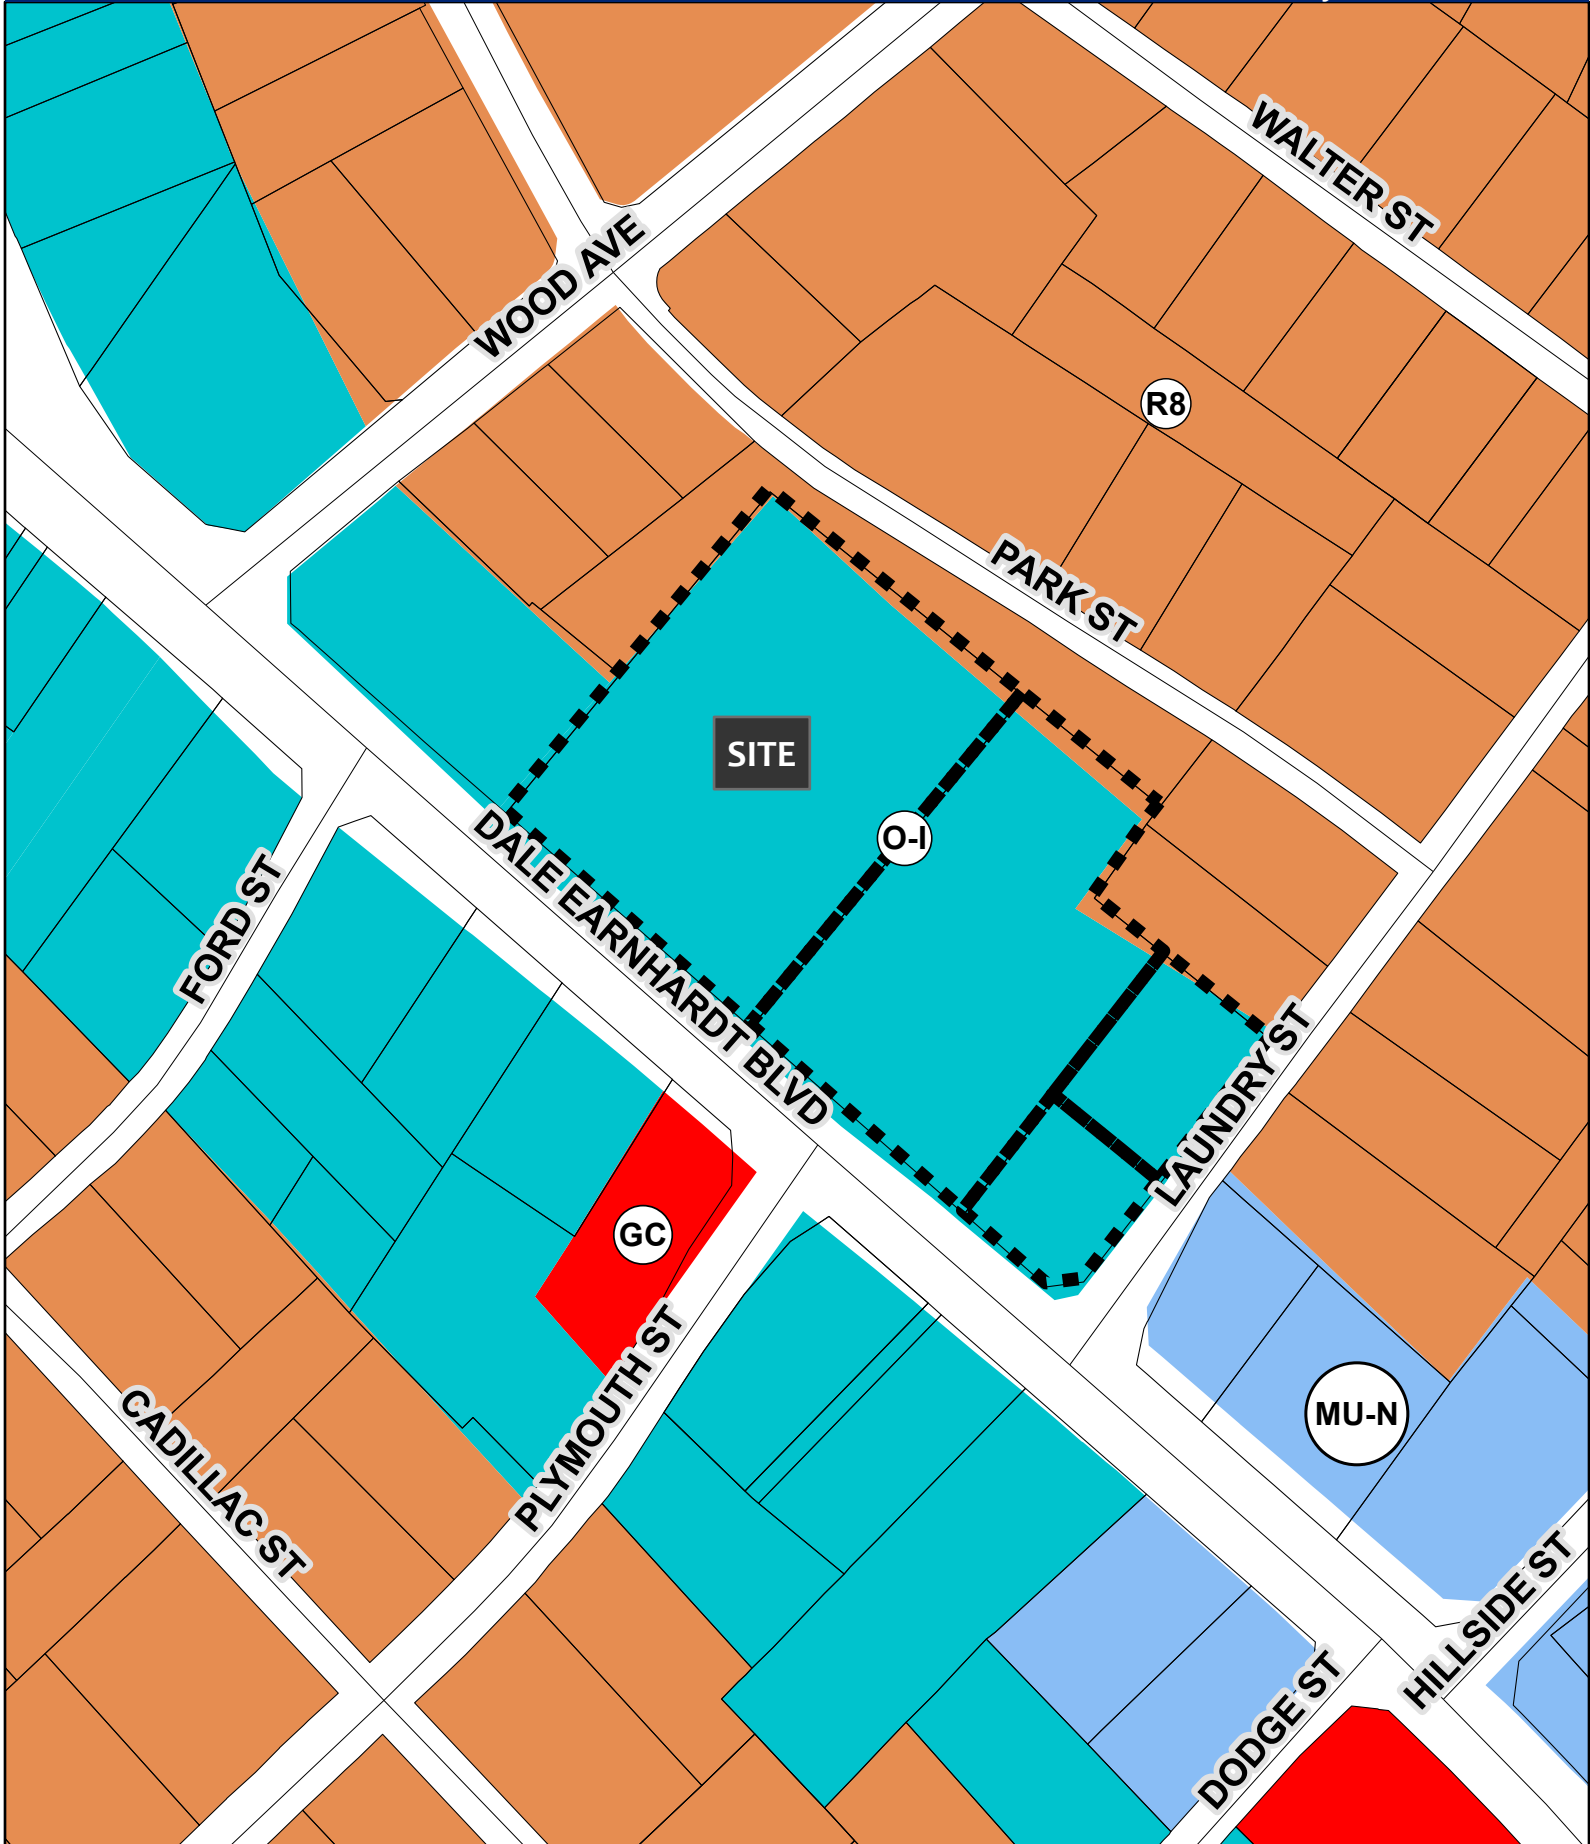 WALTER ST
WOOD AVE
R8
PARK ST
SITE
O-I
DALE EARNHARDT BLVD
FORD ST
LAUNDRY ST
GC
PLYMOUTH ST
MU-N
CADILLAC ST
HILLSIDE ST
DODGE ST